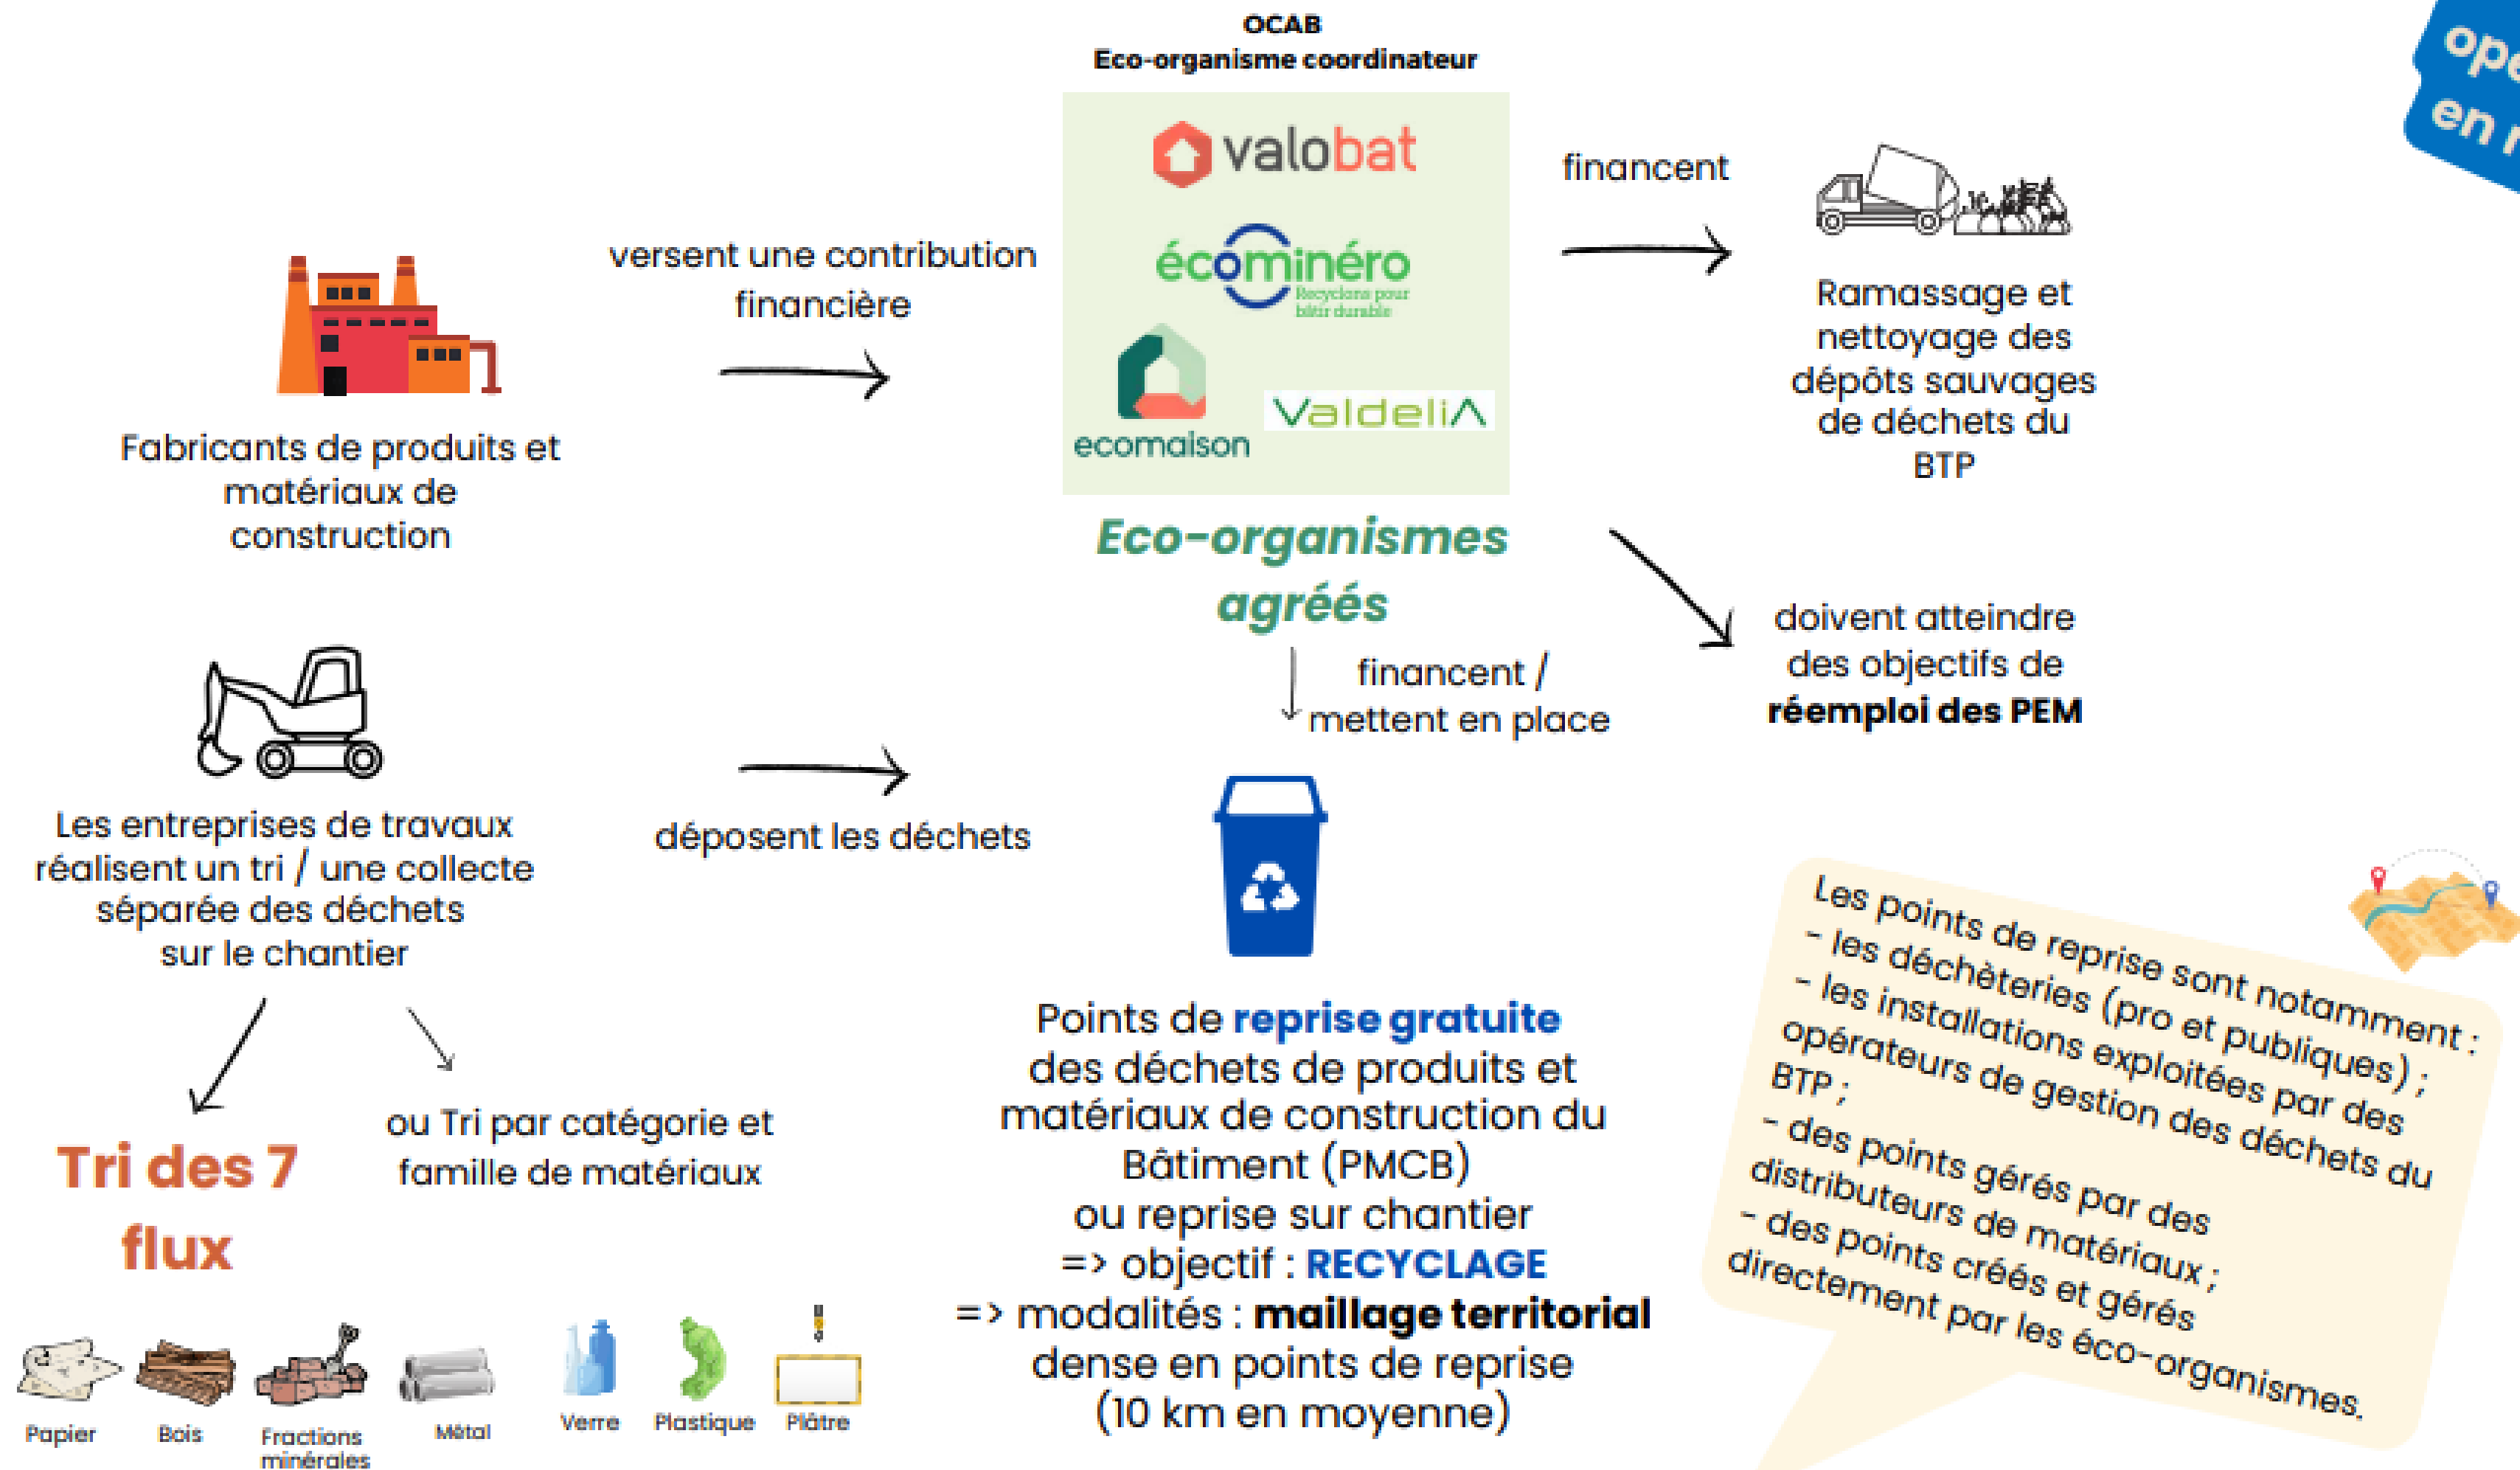 OCAB
Eco-organisme coordinateur
valobat
écominéro
Recyclons pour
bâtir durable
ecomaison
ValdeliA
Eco-organismes
agréés
versent une contribution
financière
Fabricants de produits et
matériaux de
construction
financent
Ramassage et
nettoyage des
dépôts sauvages
de déchets du
BTP
doivent atteindre
des objectifs de
réemploi des PEM
financent /
mettent en place
Les entreprises de travaux
réalisent un tri / une collecte
séparée des déchets
sur le chantier
déposent les déchets
Tri des 7
flux
ou Tri par catégorie et
famille de matériaux
Papier
Bois
Fractions
minérales
Métal
Verre
Plastique
Plâtre
Points de reprise gratuite
des déchets de produits et
matériaux de construction du
Bâtiment (PMCB)
ou reprise sur chantier
=> objectif : RECYCLAGE
=> modalités : maillage territorial
dense en points de reprise
(10 km en moyenne)
Les points de reprise sont notamment :
- les déchèteries (pro et publiques) ;
- les installations exploitées par des
opérateurs de gestion des déchets du
BTP ;
- des points gérés par des
distributeurs de matériaux ;
- des points créés et gérés
directement par les éco-organismes.
en